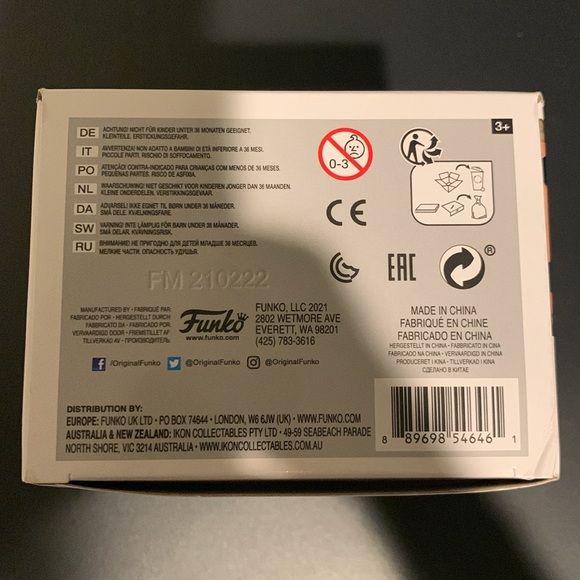 DE ACHTUNG! NICHT FÜR KINDER UNTER 36 MONATEN GEEIGNET.
KLEINTEILE. ERSTICKUNGSGEFAHR.
IT AVVERTENZA! NON ADATTO A BAMBINI DI ETÀ INFERIORE A 36 MESI.
PICCOLE PARTI. RISCHIO DI SOFFOCAMENTO.
PO ATENÇÃO! CONTRA-INDICADO PARA CRIANÇAS COM MENOS DE 36 MESES.
PEQUENAS PEÇAS. RISCO DE ASFIXIA.
NL WAARSCHUWING! NIET GESCHIKT VOOR KINDEREN JONGER DAN 36 MAANDEN.
KLEINE ONDERDELEN. VERSTIKKINGSGEVAAR.
DA ADVARSEL! IKKE EGNET TIL BØRN UNDER 36 MÅNEDER.
SMÅ DELE. KVÆLNINGSFARE.
SW VARNING! INTE LÄMPLIG FÖR BARN UNDER 36 MÅNADER.
SMÅ DELAR. KVÄVNINGSRISK.
RU ВНИМАНИЕ! НЕ ПРИГОДНО ДЛЯ ДЕТЕЙ МЛАДШЕ 36 МЕСЯЦЕВ.
МЕЛКИЕ ЧАСТИ. ОПАСНОСТЬ УДУШЬЯ.
0-3
3+
CE
EAC
®
FM 210222
MANUFACTURED BY • FABRIQUÉ PAR
FABRICADO POR • HERGESTELLT DURCH
FABBRICATO DA • FABRICADO POR
VERVAARDIGD DOOR • FREMSTILLET AF
TILLVERKAD AV • ПРОИЗВОДИТЕЛЬ
Funko
www.funko.com
FUNKO, LLC 2021
2802 WETMORE AVE
EVERETT, WA 98201
(425) 783-3616
/OriginalFunko @OriginalFunko @OriginalFunko
MADE IN CHINA
FABRIQUÉ EN CHINE
FABRICADO EN CHINA
HERGESTELLT IN CHINA • FABBRICATO IN CINA
FABRICADO NA CHINA • VERVAARDIGD IN CHINA
PRODUCERET I KINA • TILLVERKAD I KINA
СДЕЛАНО В КИТАЕ
DISTRIBUTION BY:
EUROPE: FUNKO UK LTD • PO BOX 74644 • LONDON, W6 6JW (UK) • WWW.FUNKO.COM
AUSTRALIA & NEW ZEALAND: IKON COLLECTABLES PTY LTD • 49-59 SEABEACH PARADE
NORTH SHORE, VIC 3214 AUSTRALIA • WWW.IKONCOLLECTABLES.COM.AU
8 89698 54646 1